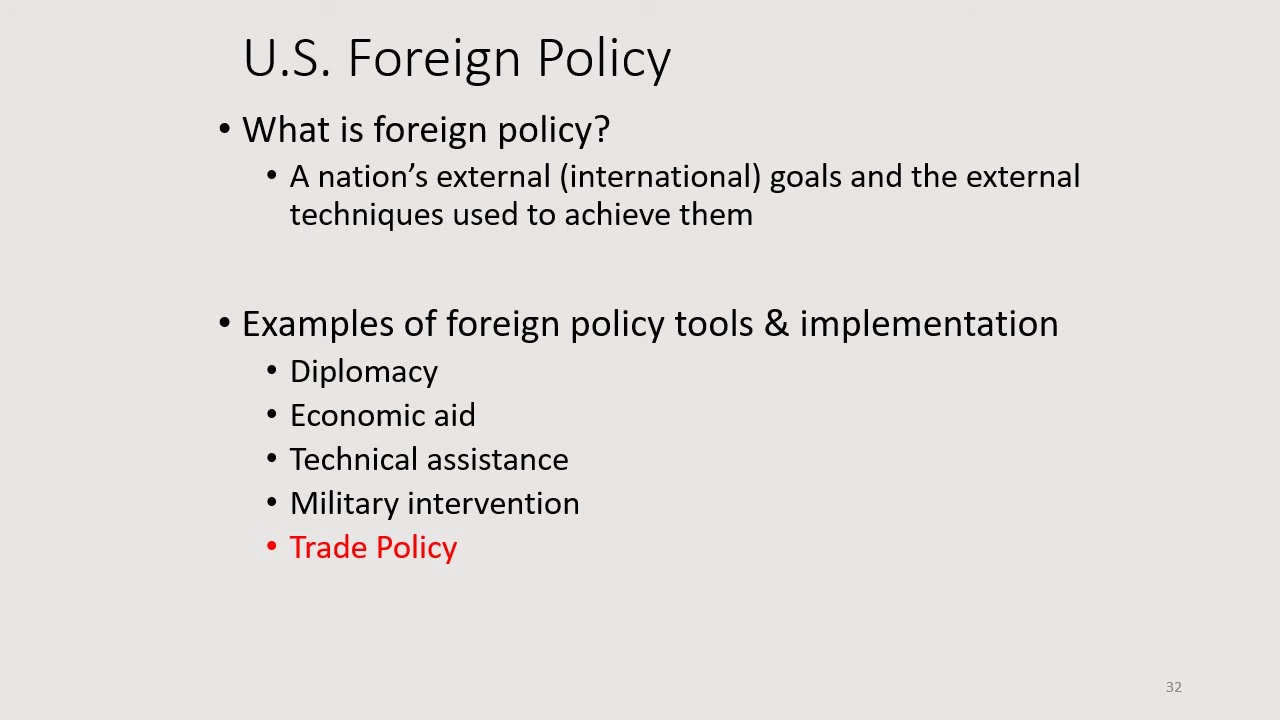 U.S. Foreign Policy
• What is foreign policy?
• A nation’s external (international) goals and the external
techniques used to achieve them
• Examples of foreign policy tools & implementation
• Diplomacy
• Economic aid
• Technical assistance
• Military intervention
• Trade Policy
32